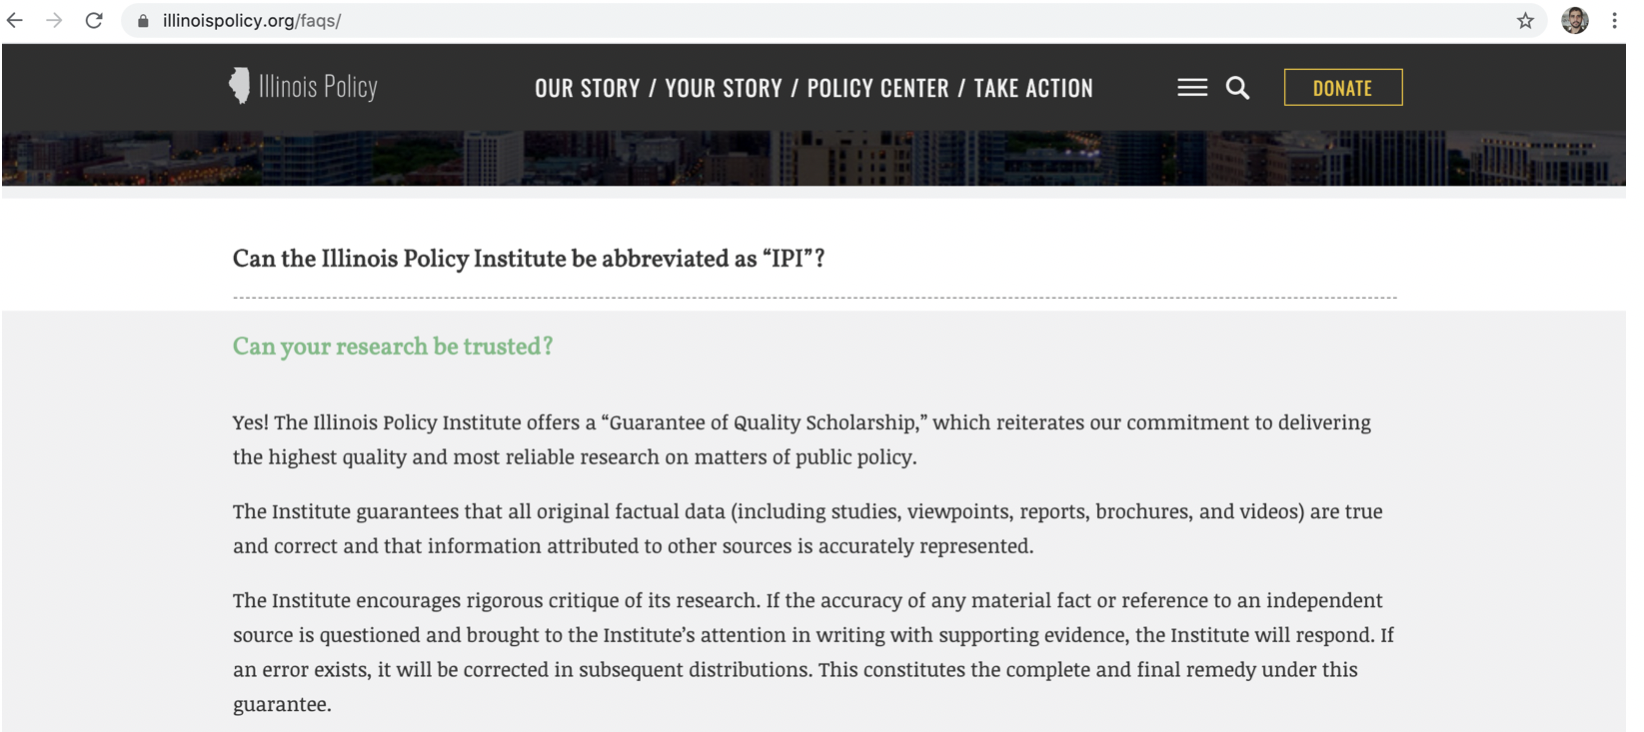 illinoispolicy.org/faqs/
Illinois Policy
OUR STORY / YOUR STORY / POLICY CENTER / TAKE ACTION
DONATE
Can the Illinois Policy Institute be abbreviated as “IPI”?
Can your research be trusted?
Yes! The Illinois Policy Institute offers a “Guarantee of Quality Scholarship,” which reiterates our commitment to delivering
the highest quality and most reliable research on matters of public policy.
The Institute guarantees that all original factual data (including studies, viewpoints, reports, brochures, and videos) are true
and correct and that information attributed to other sources is accurately represented.
The Institute encourages rigorous critique of its research. If the accuracy of any material fact or reference to an independent
source is questioned and brought to the Institute’s attention in writing with supporting evidence, the Institute will respond. If
an error exists, it will be corrected in subsequent distributions. This constitutes the complete and final remedy under this
guarantee.